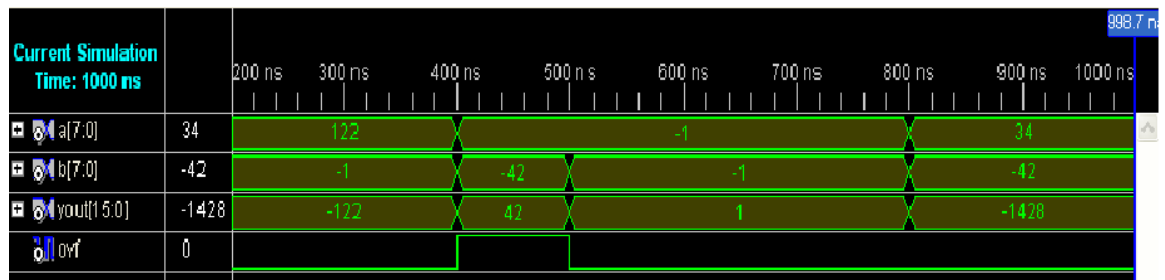 998.7 n
Current Simulation
Time: 1000 ns
200 ns 300 ns 400 ns 500 ns 600 ns 700 ns 800 ns 900 ns 1000 ns
a[7:0] 34 122 -1 34
b[7:0] -42 -1 -42 -1 -42
yout[15:0] -1428 -122 42 1 -1428
ovf 0